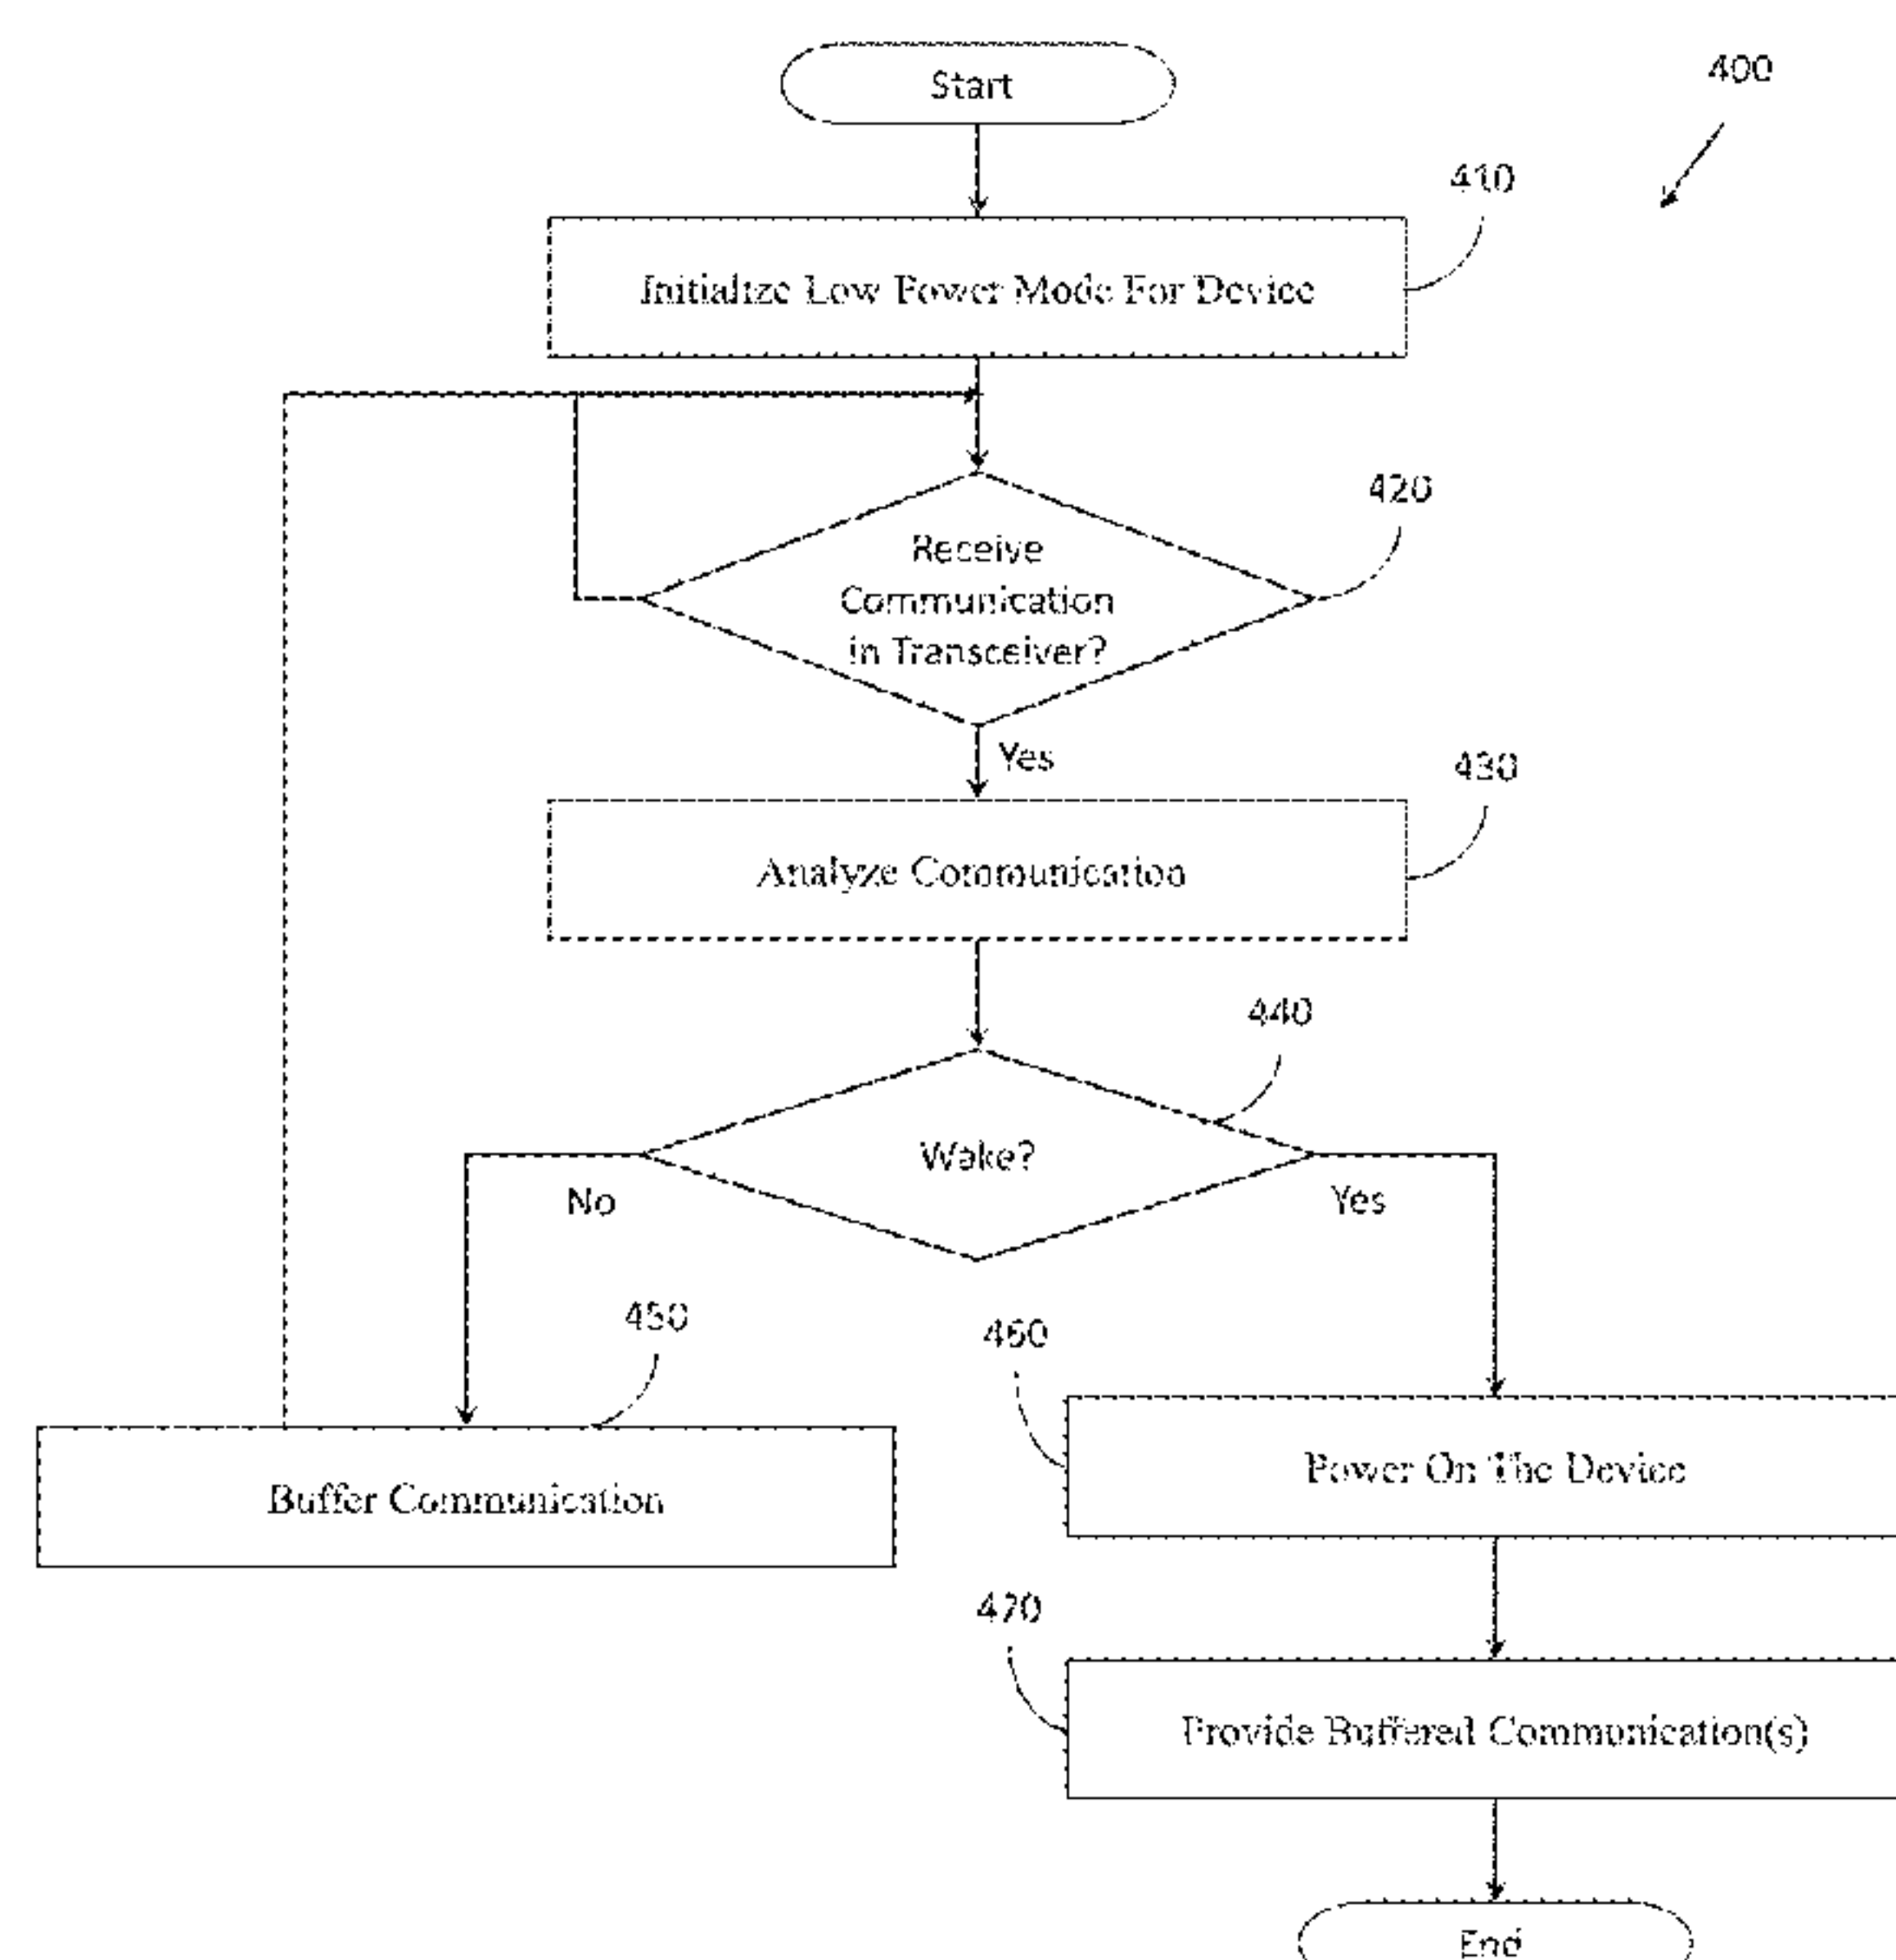 Start
400
410
Initialize Low Power Mode For Device
420
Receive
Communication
in Transceiver?
Yes
430
Analyze Communication
440
Wake?
No
Yes
450
460
Power On The Device
Buffer Communication
470
Provide Buffered Communication(s)
End